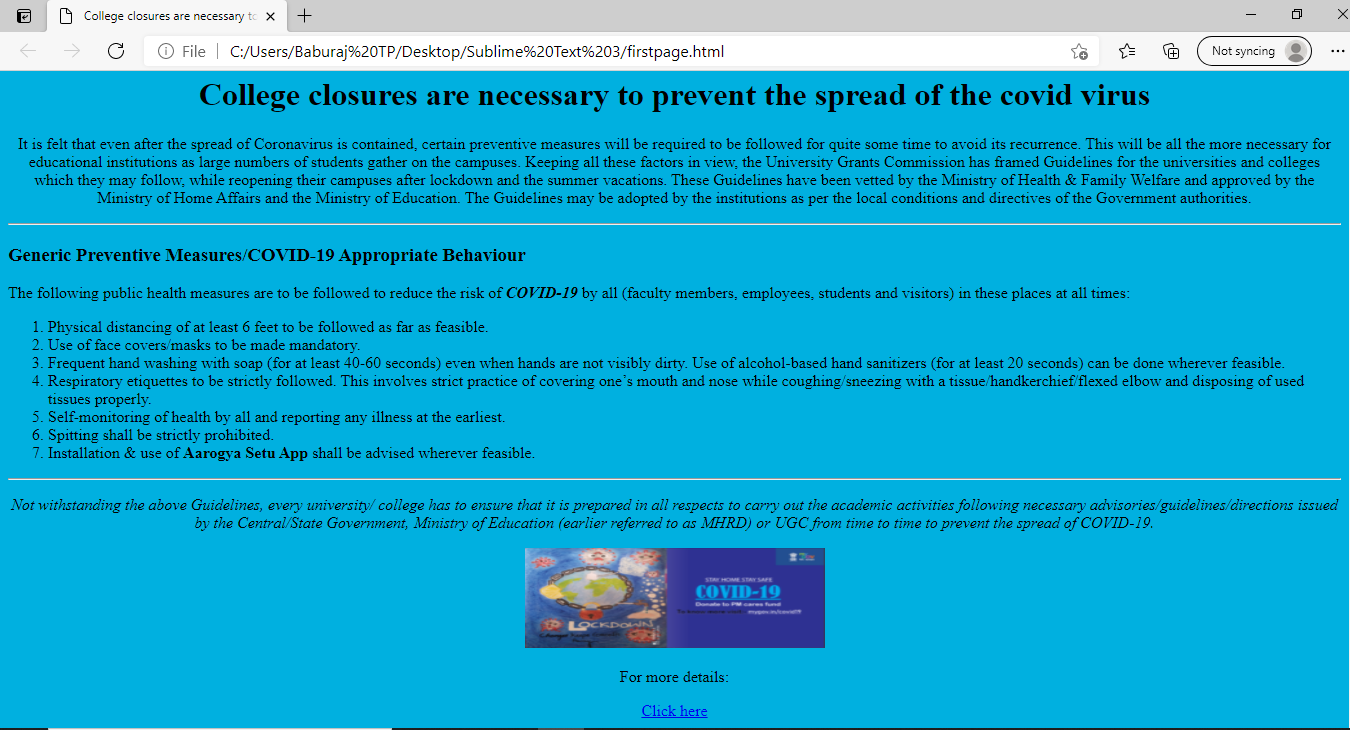 College closures are necessary to
File
C:/Users/Baburaj%20TP/Desktop/Sublime%20Text%203/firstpage.html
Not syncing
College closures are necessary to prevent the spread of the covid virus
It is felt that even after the spread of Coronavirus is contained, certain preventive measures will be required to be followed for quite some time to avoid its recurrence. This will be all the more necessary for
educational institutions as large numbers of students gather on the campuses. Keeping all these factors in view, the University Grants Commission has framed Guidelines for the universities and colleges
which they may follow, while reopening their campuses after lockdown and the summer vacations. These Guidelines have been vetted by the Ministry of Health & Family Welfare and approved by the
Ministry of Home Affairs and the Ministry of Education. The Guidelines may be adopted by the institutions as per the local conditions and directives of the Government authorities.
Generic Preventive Measures/COVID-19 Appropriate Behaviour
The following public health measures are to be followed to reduce the risk of COVID-19 by all (faculty members, employees, students and visitors) in these places at all times:
1. Physical distancing of at least 6 feet to be followed as far as feasible.
2. Use of face covers/masks to be made mandatory.
3. Frequent hand washing with soap (for at least 40-60 seconds) even when hands are not visibly dirty. Use of alcohol-based hand sanitizers (for at least 20 seconds) can be done wherever feasible.
4. Respiratory etiquettes to be strictly followed. This involves strict practice of covering one’s mouth and nose while coughing/sneezing with a tissue/handkerchief/flexed elbow and disposing of used
tissues properly.
5. Self-monitoring of health by all and reporting any illness at the earliest.
6. Spitting shall be strictly prohibited.
7. Installation & use of Aarogya Setu App shall be advised wherever feasible.
Not withstanding the above Guidelines, every university/ college has to ensure that it is prepared in all respects to carry out the academic activities following necessary advisories/guidelines/directions issued
by the Central/State Government, Ministry of Education (earlier referred to as MHRD) or UGC from time to time to prevent the spread of COVID-19.
LOCKDOWN
STAY HOME STAY SAFE
COVID-19
Donate to PM cares fund
mygov.in/covid19
For more details:
Click here